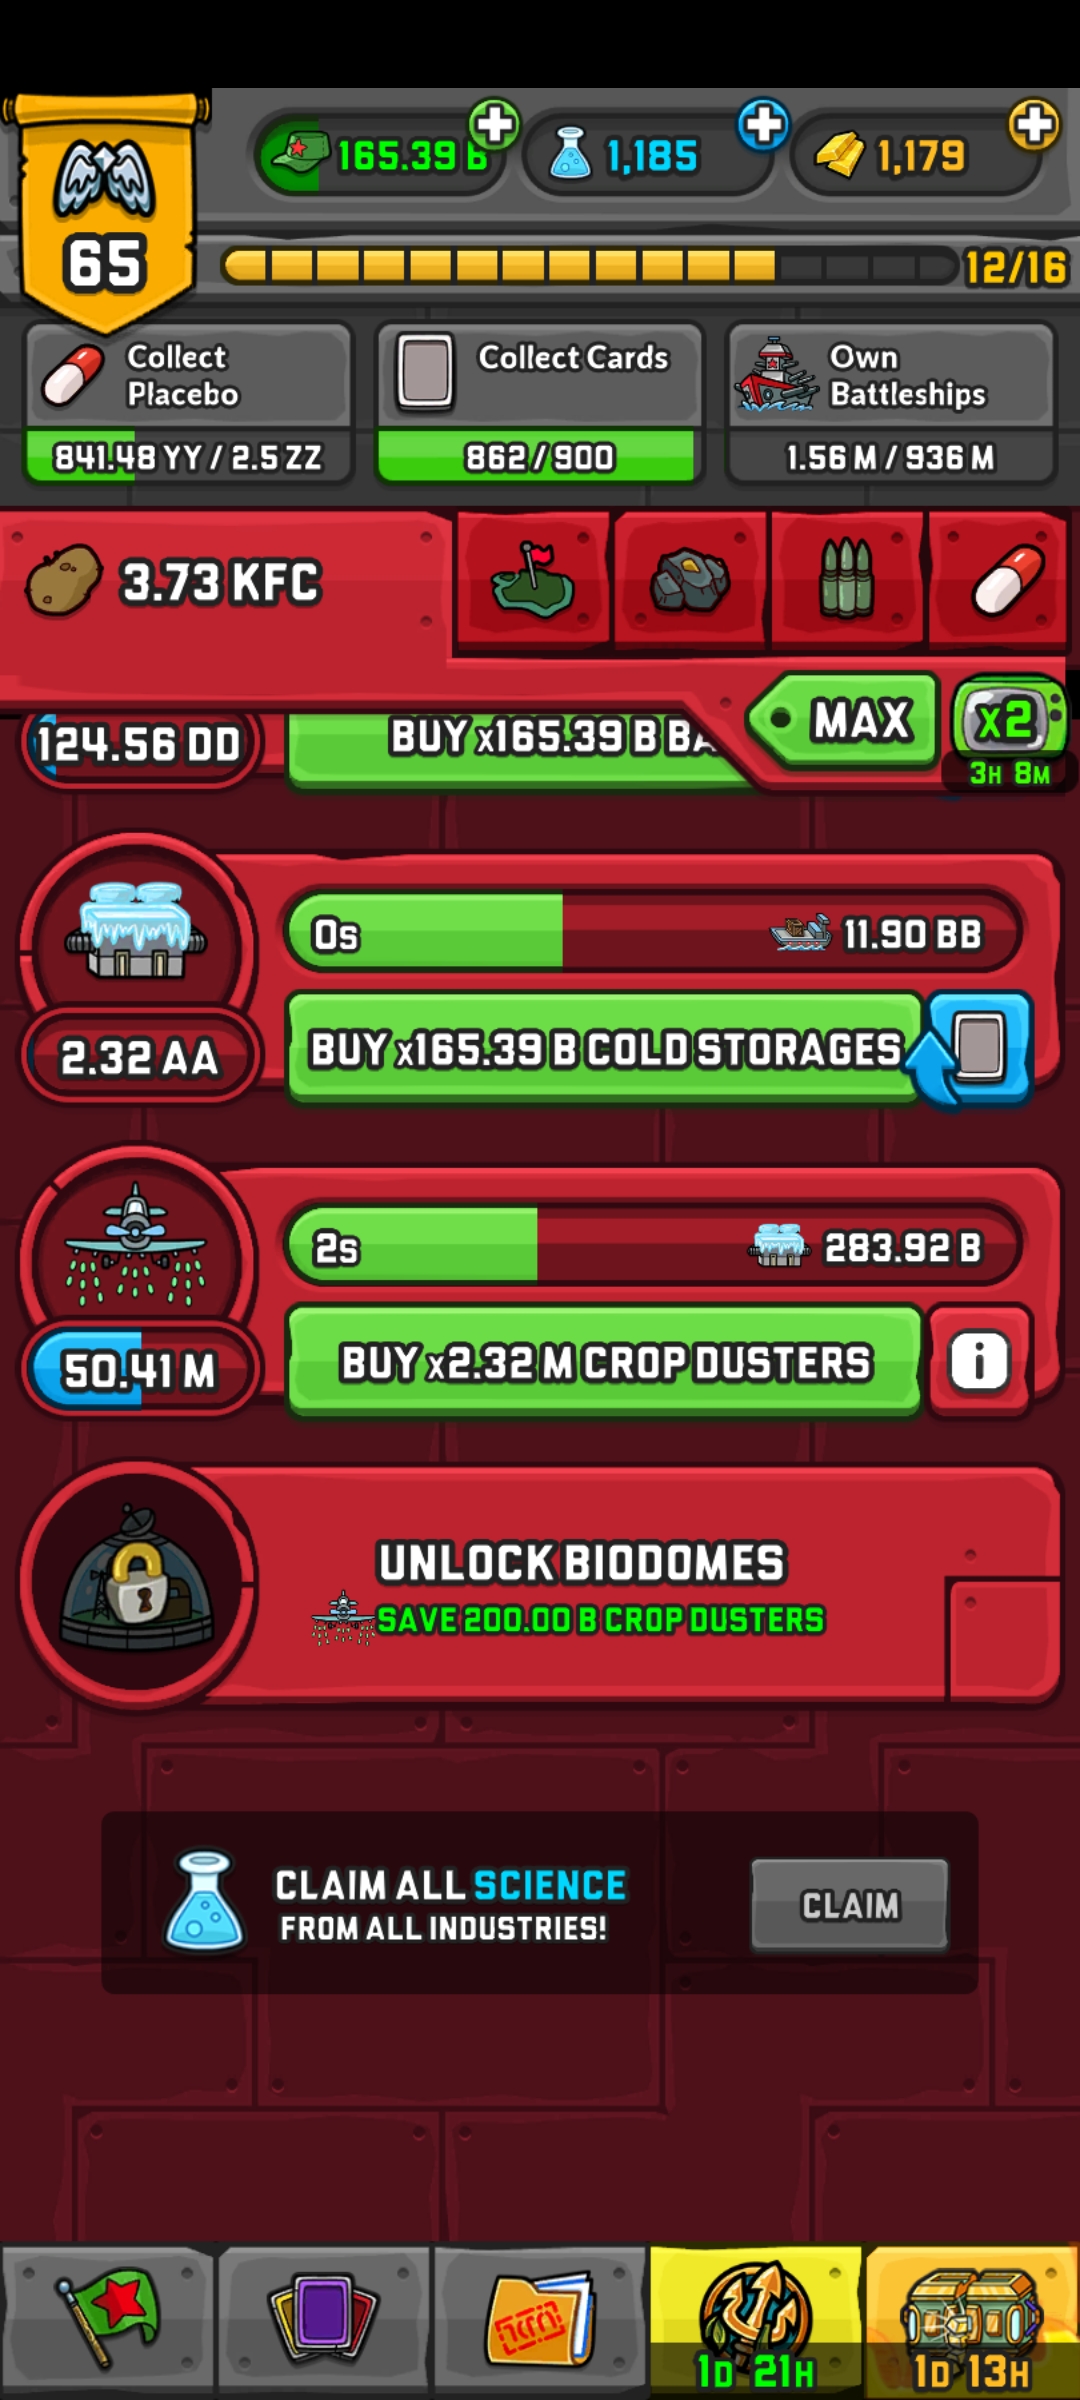 165.39 B
1,185
1,179
65
12/16
Collect
Placebo
841.48 YY / 2.5 ZZ
Collect Cards
862/900
Own
Battleships
1.56 M / 936 M
3.73 KFC
MAX
x2
3H 8M
124.56 DD
BUY x165.39 B BA
0s
11.90 BB
2.32 AA
BUY x165.39 B COLD STORAGES
2s
283.92 B
50.41 M
BUY x2.32 M CROP DUSTERS
i
UNLOCK BIODOMES
SAVE 200.00 B CROP DUSTERS
CLAIM ALL SCIENCE
FROM ALL INDUSTRIES!
CLAIM
1D 21H
1D 13H